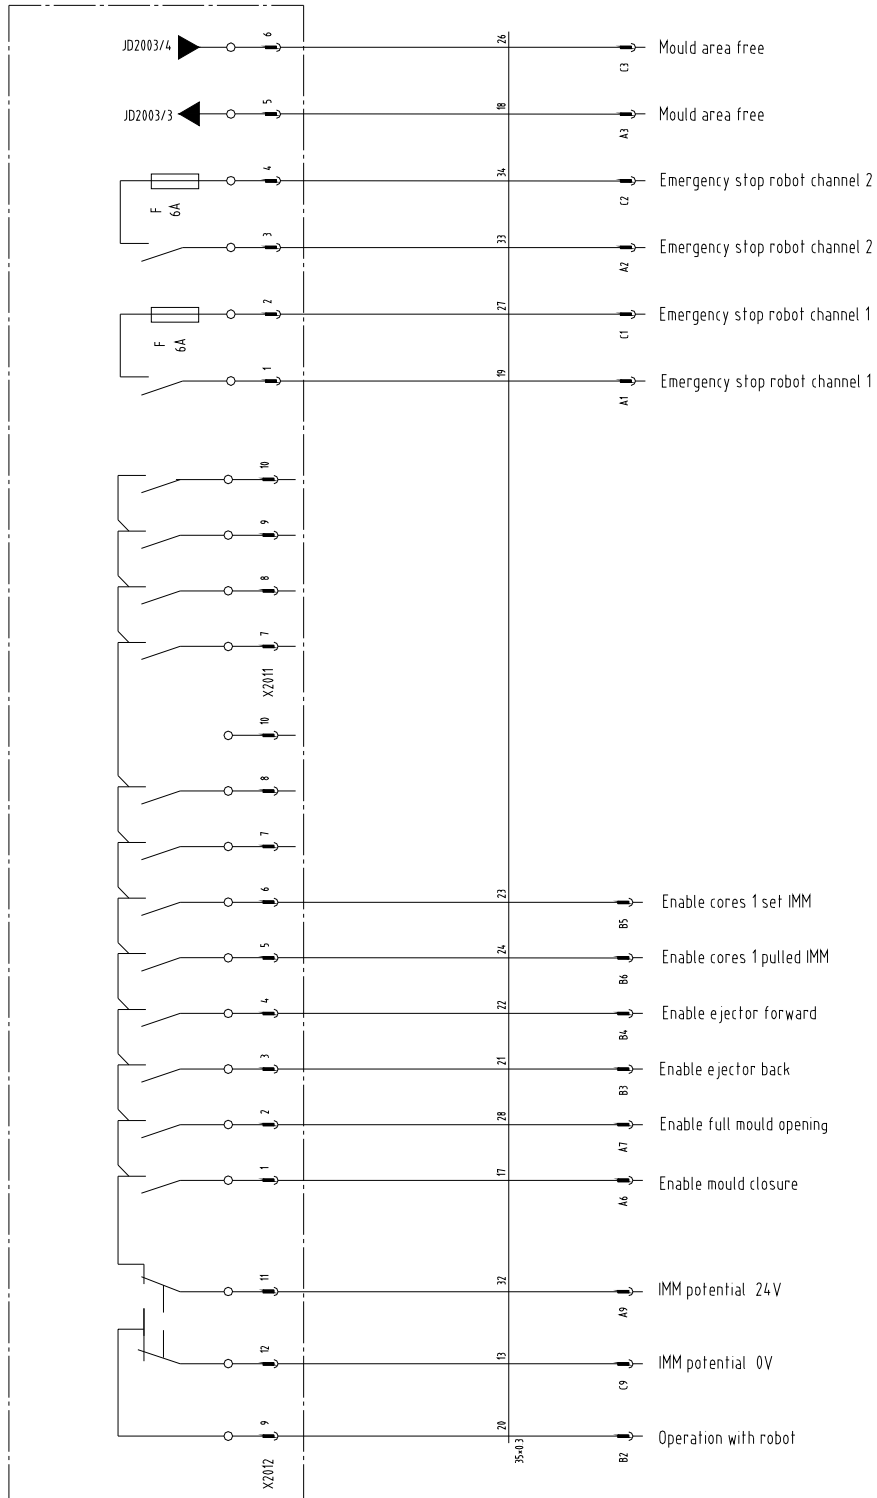 JD2003/4 6 26 C3 Mould area free
JD2003/3 5 18 A3 Mould area free
F 6A 4 34 C2 Emergency stop robot channel 2
3 33 A2 Emergency stop robot channel 2
F 6A 2 27 C1 Emergency stop robot channel 1
1 19 A1 Emergency stop robot channel 1
10
9
8
7
X2011
10
8
7
6 23 B5 Enable cores 1 set IMM
5 24 B6 Enable cores 1 pulled IMM
4 22 B4 Enable ejector forward
3 21 B3 Enable ejector back
2 28 A7 Enable full mould opening
1 17 A6 Enable mould closure
11 32 A9 IMM potential 24V
12 13 C9 IMM potential 0V
9 20 B2 Operation with robot
X2012 35*0.3